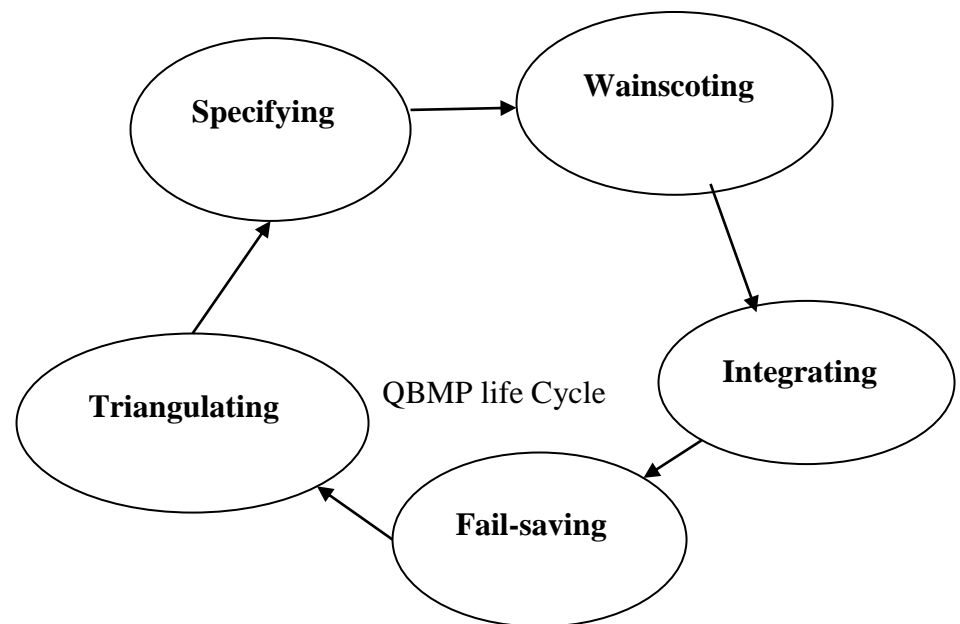 Wainscoting
Specifying
Integrating
QBMP life Cycle
Triangulating
Fail-saving